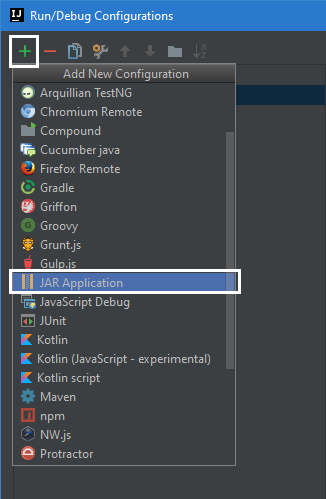 IJ Run/Debug Configurations
Add New Configuration
Arquillian TestNG
Chromium Remote
Compound
Cucumber java
Firefox Remote
Gradle
Griffon
Groovy
Grunt.js
Gulp.js
JAR Application
JavaScript Debug
JUnit
Kotlin
Kotlin (JavaScript - experimental)
Kotlin script
Maven
npm
NW.js
Protractor